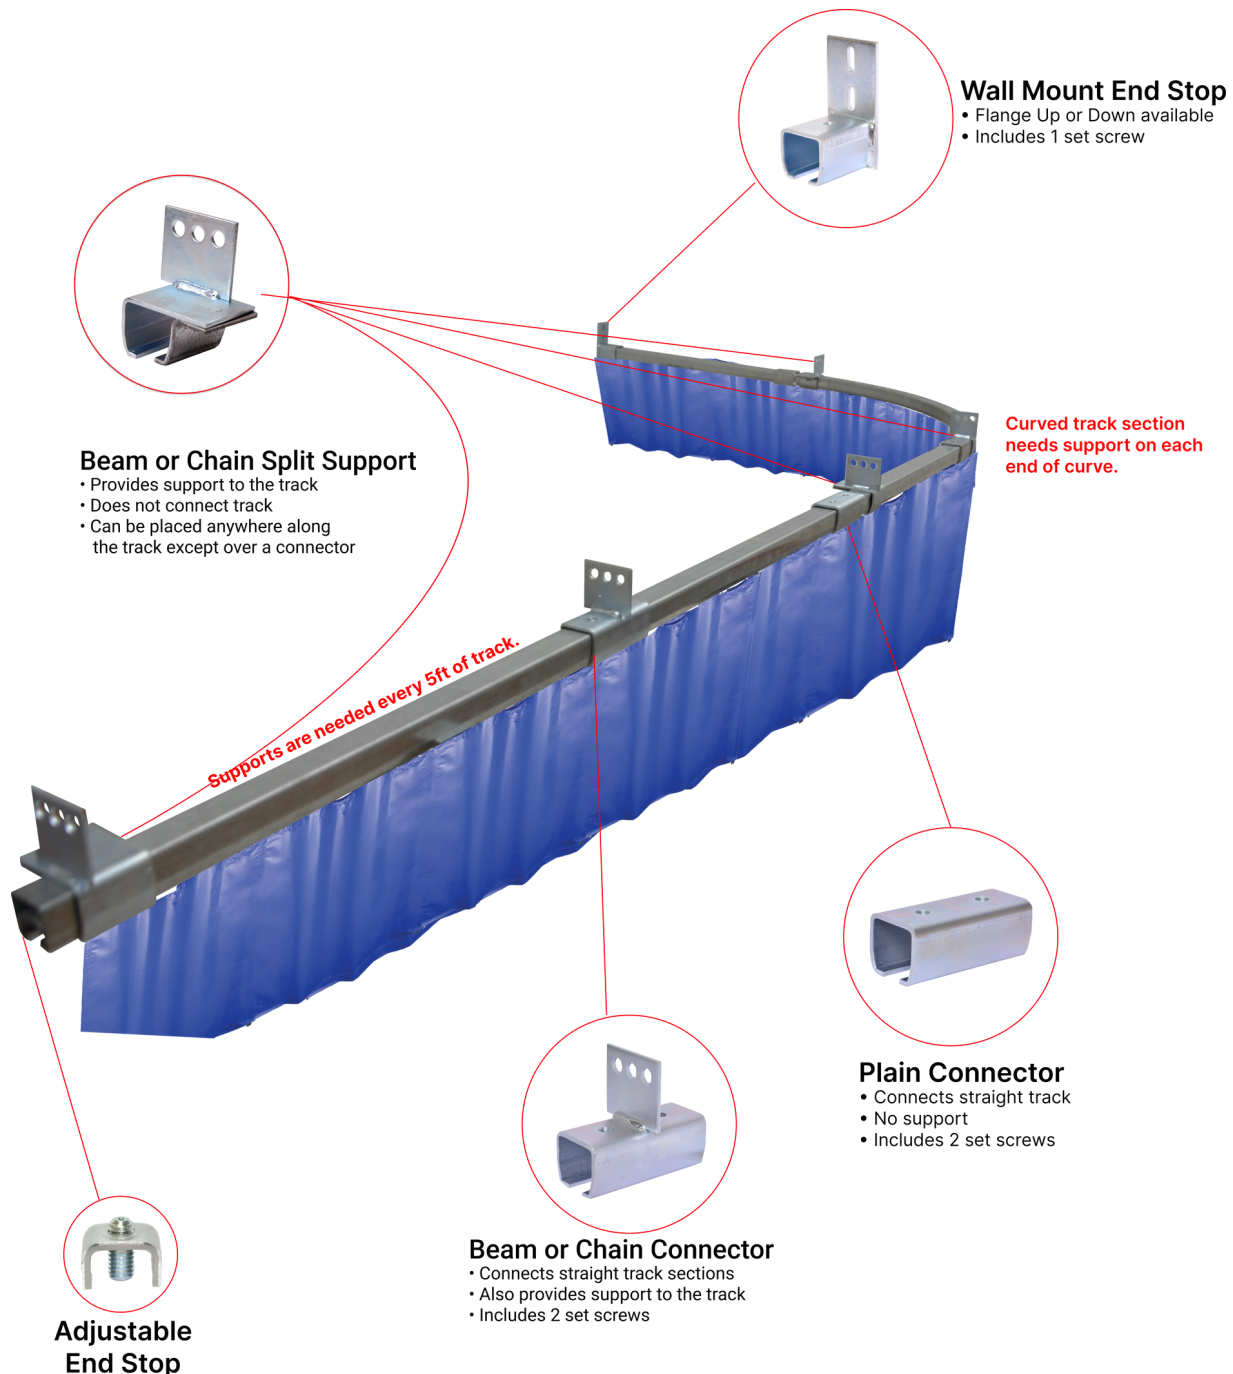 Wall Mount End Stop
• Flange Up or Down available
• Includes 1 set screw
Curved track section
needs support on each
end of curve.
Beam or Chain Split Support
• Provides support to the track
• Does not connect track
• Can be placed anywhere along
the track except over a connector
Supports are needed every 5ft of track.
Plain Connector
• Connects straight track
• No support
• Includes 2 set screws
Beam or Chain Connector
• Connects straight track sections
• Also provides support to the track
• Includes 2 set screws
Adjustable
End Stop